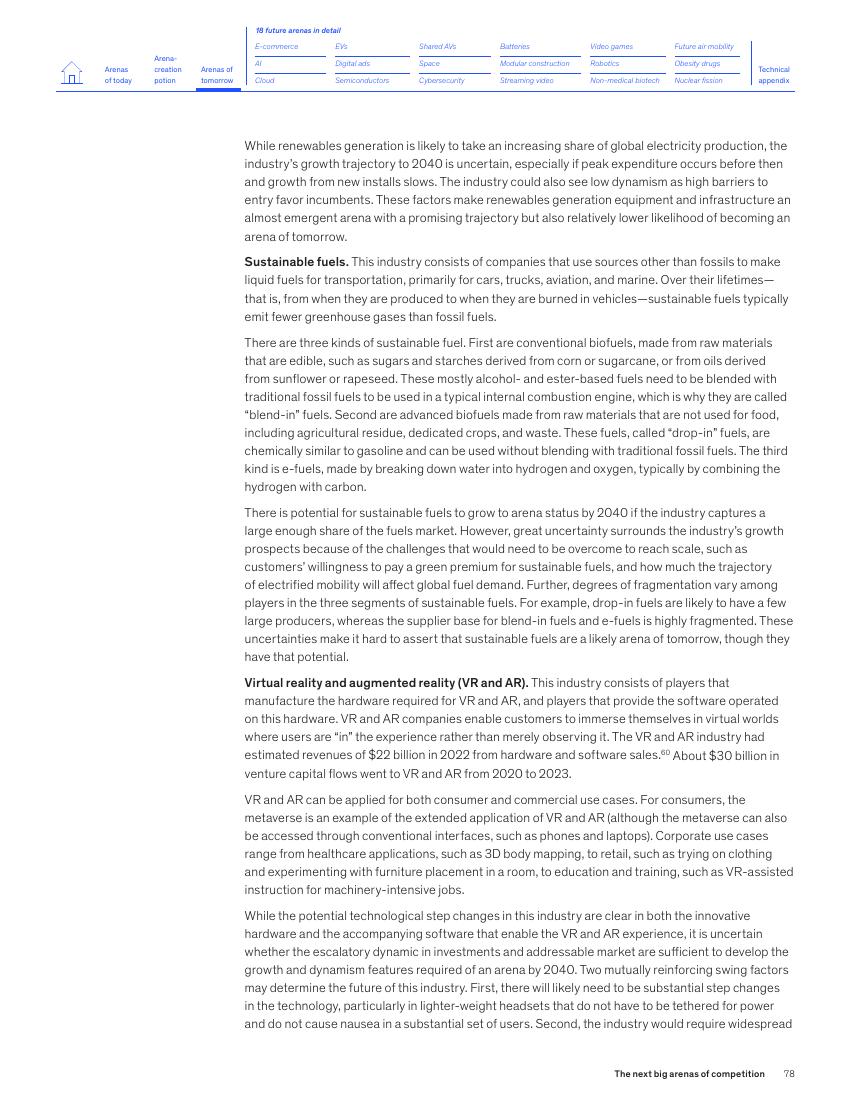 18 future arenas in detail
Arenas
of today
Arena-
creation
potion
Arenas of
tomorrow
E-commerce
EVs
Shared AVs
Batteries
Video games
Future air mobility
AI
Digital ads
Space
Modular construction
Robotics
Obesity drugs
Cloud
Semiconductors
Cybersecurity
Streaming video
Non-medical biotech
Nuclear fission
Technical
appendix
While renewables generation is likely to take an increasing share of global electricity production, the
industry’s growth trajectory to 2040 is uncertain, especially if peak expenditure occurs before then
and growth from new installs slows. The industry could also see low dynamism as high barriers to
entry favor incumbents. These factors make renewables generation equipment and infrastructure an
almost emergent arena with a promising trajectory but also relatively lower likelihood of becoming an
arena of tomorrow.
Sustainable fuels. This industry consists of companies that use sources other than fossils to make
liquid fuels for transportation, primarily for cars, trucks, aviation, and marine. Over their lifetimes—
that is, from when they are produced to when they are burned in vehicles—sustainable fuels typically
emit fewer greenhouse gases than fossil fuels.
There are three kinds of sustainable fuel. First are conventional biofuels, made from raw materials
that are edible, such as sugars and starches derived from corn or sugarcane, or from oils derived
from sunflower or rapeseed. These mostly alcohol- and ester-based fuels need to be blended with
traditional fossil fuels to be used in a typical internal combustion engine, which is why they are called
“blend-in” fuels. Second are advanced biofuels made from raw materials that are not used for food,
including agricultural residue, dedicated crops, and waste. These fuels, called “drop-in” fuels, are
chemically similar to gasoline and can be used without blending with traditional fossil fuels. The third
kind is e-fuels, made by breaking down water into hydrogen and oxygen, typically by combining the
hydrogen with carbon.
There is potential for sustainable fuels to grow to arena status by 2040 if the industry captures a
large enough share of the fuels market. However, great uncertainty surrounds the industry’s growth
prospects because of the challenges that would need to be overcome to reach scale, such as
customers’ willingness to pay a green premium for sustainable fuels, and how much the trajectory
of electrified mobility will affect global fuel demand. Further, degrees of fragmentation vary among
players in the three segments of sustainable fuels. For example, drop-in fuels are likely to have a few
large producers, whereas the supplier base for blend-in fuels and e-fuels is highly fragmented. These
uncertainties make it hard to assert that sustainable fuels are a likely arena of tomorrow, though they
have that potential.
Virtual reality and augmented reality (VR and AR). This industry consists of players that
manufacture the hardware required for VR and AR, and players that provide the software operated
on this hardware. VR and AR companies enable customers to immerse themselves in virtual worlds
where users are “in” the experience rather than merely observing it. The VR and AR industry had
estimated revenues of $22 billion in 2022 from hardware and software sales.60 About $30 billion in
venture capital flows went to VR and AR from 2020 to 2023.
VR and AR can be applied for both consumer and commercial use cases. For consumers, the
metaverse is an example of the extended application of VR and AR (although the metaverse can also
be accessed through conventional interfaces, such as phones and laptops). Corporate use cases
range from healthcare applications, such as 3D body mapping, to retail, such as trying on clothing
and experimenting with furniture placement in a room, to education and training, such as VR-assisted
instruction for machinery-intensive jobs.
While the potential technological step changes in this industry are clear in both the innovative
hardware and the accompanying software that enable the VR and AR experience, it is uncertain
whether the escalatory dynamic in investments and addressable market are sufficient to develop the
growth and dynamism features required of an arena by 2040. Two mutually reinforcing swing factors
may determine the future of this industry. First, there will likely need to be substantial step changes
in the technology, particularly in lighter-weight headsets that do not have to be tethered for power
and do not cause nausea in a substantial set of users. Second, the industry would require widespread
The next big arenas of competition 78